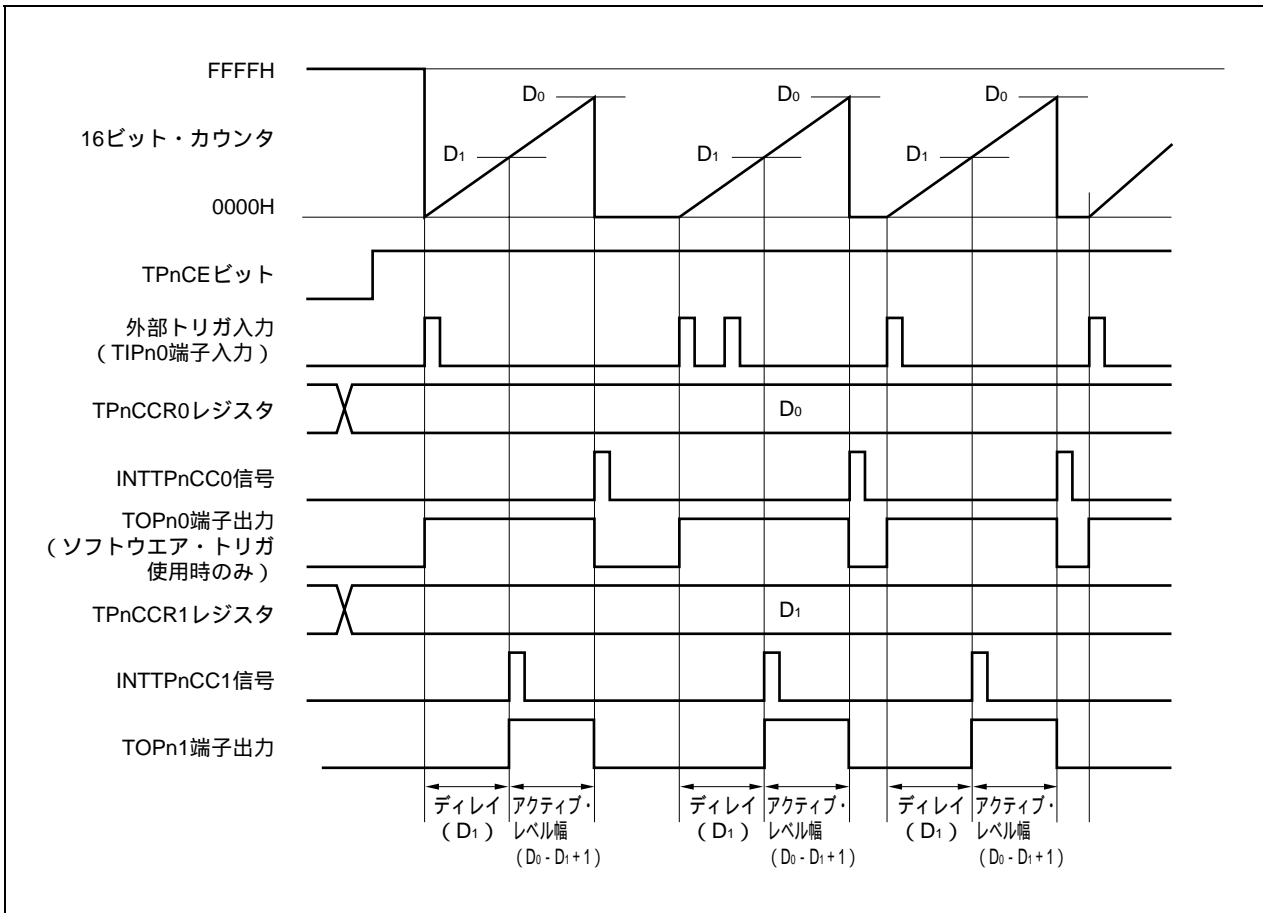 FFFFH
D0
D0
D0
16ビット・カウンタ
D1
D1
D1
0000H
TPnCEビット
外部トリガ入力
（TIPn0端子入力）
TPnCCR0レジスタ
D0
INTTPnCC0信号
TOPn0端子出力
（ソフトウエア・トリガ
使用時のみ）
TPnCCR1レジスタ
D1
INTTPnCC1信号
TOPn1端子出力
ディレイ
（D1）
アクティブ・
レベル幅
（D0 - D1 + 1）
ディレイ
（D1）
アクティブ・
レベル幅
（D0 - D1 + 1）
ディレイ
（D1）
アクティブ・
レベル幅
（D0 - D1 + 1）